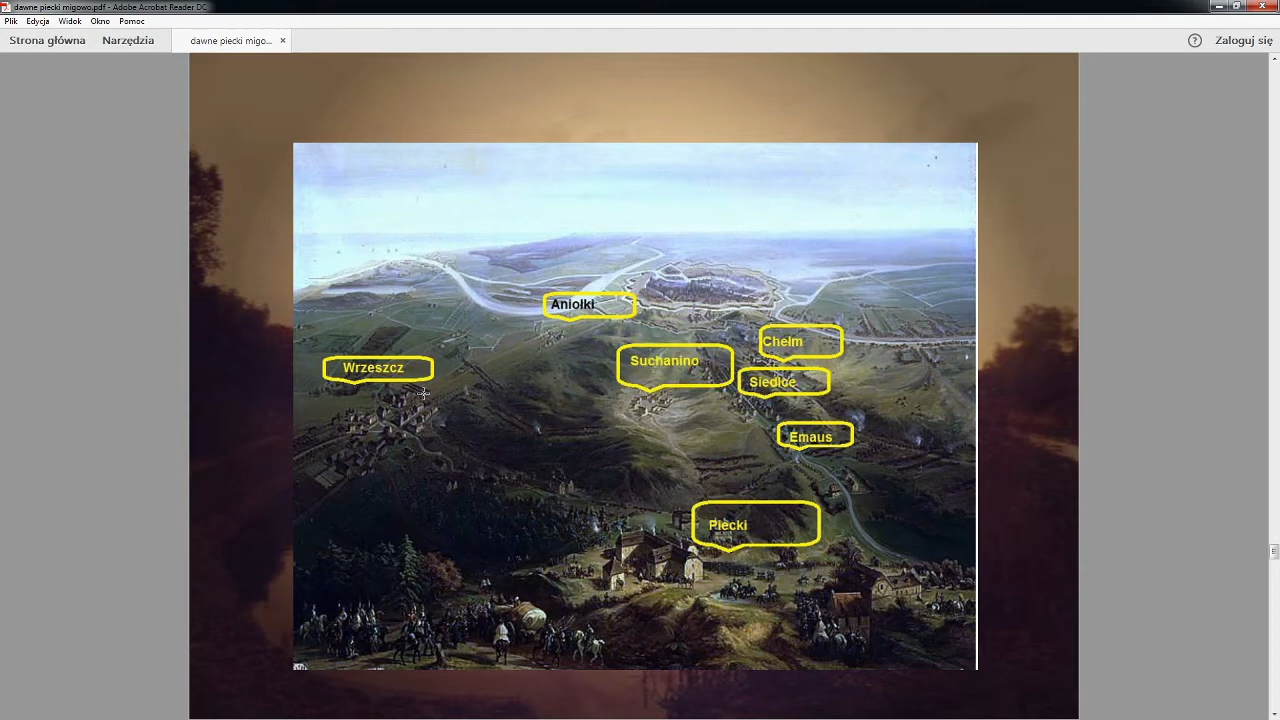 dawne piecki migowo.pdf - Adobe Acrobat Reader DC
Plik Edycja Widok Okno Pomoc
Strona główna Narzędzia dawne piecki migo... × ? Zaloguj się
Aniołki
Chełm
Suchanino
Wrzeszcz
Siedlce
Emaus
Piecki